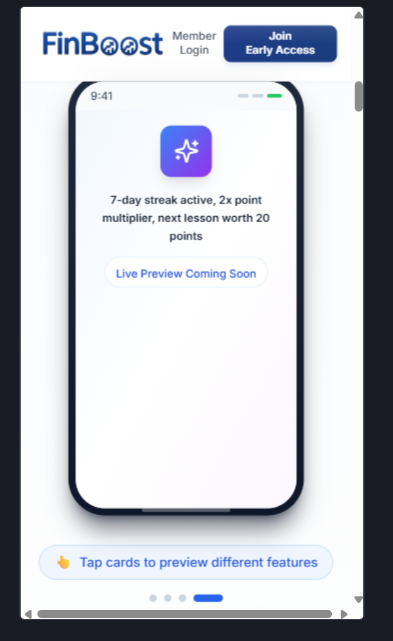 FinBoost
Member
Login
Join
Early Access
9:41
7-day streak active, 2x point
multiplier, next lesson worth 20
points
Live Preview Coming Soon
👆 Tap cards to preview different features